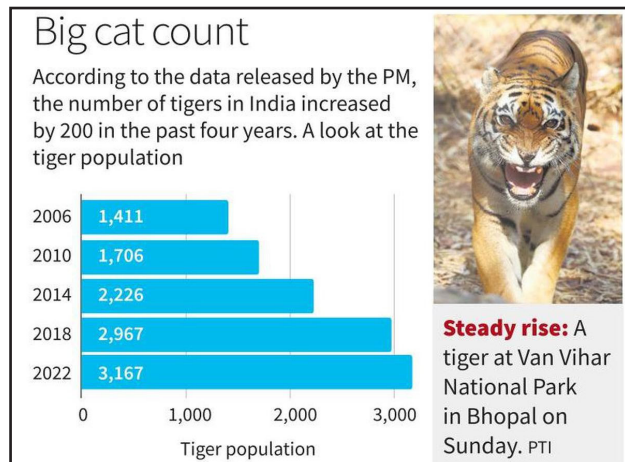 Big cat count
According to the data released by the PM,
the number of tigers in India increased
by 200 in the past four years. A look at the
tiger population
2006 1,411
2010 1,706
2014 2,226
2018 2,967
2022 3,167
0 1,000 2,000 3,000
Tiger population
Steady rise: A
tiger at Van Vihar
National Park
in Bhopal on
Sunday. PTI